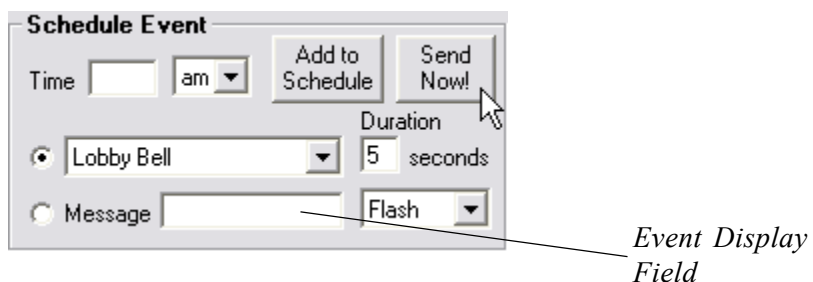 Schedule Event
Time am Add to Schedule Send Now!
Duration
Lobby Bell 5 seconds
Message Flash
Event Display
Field